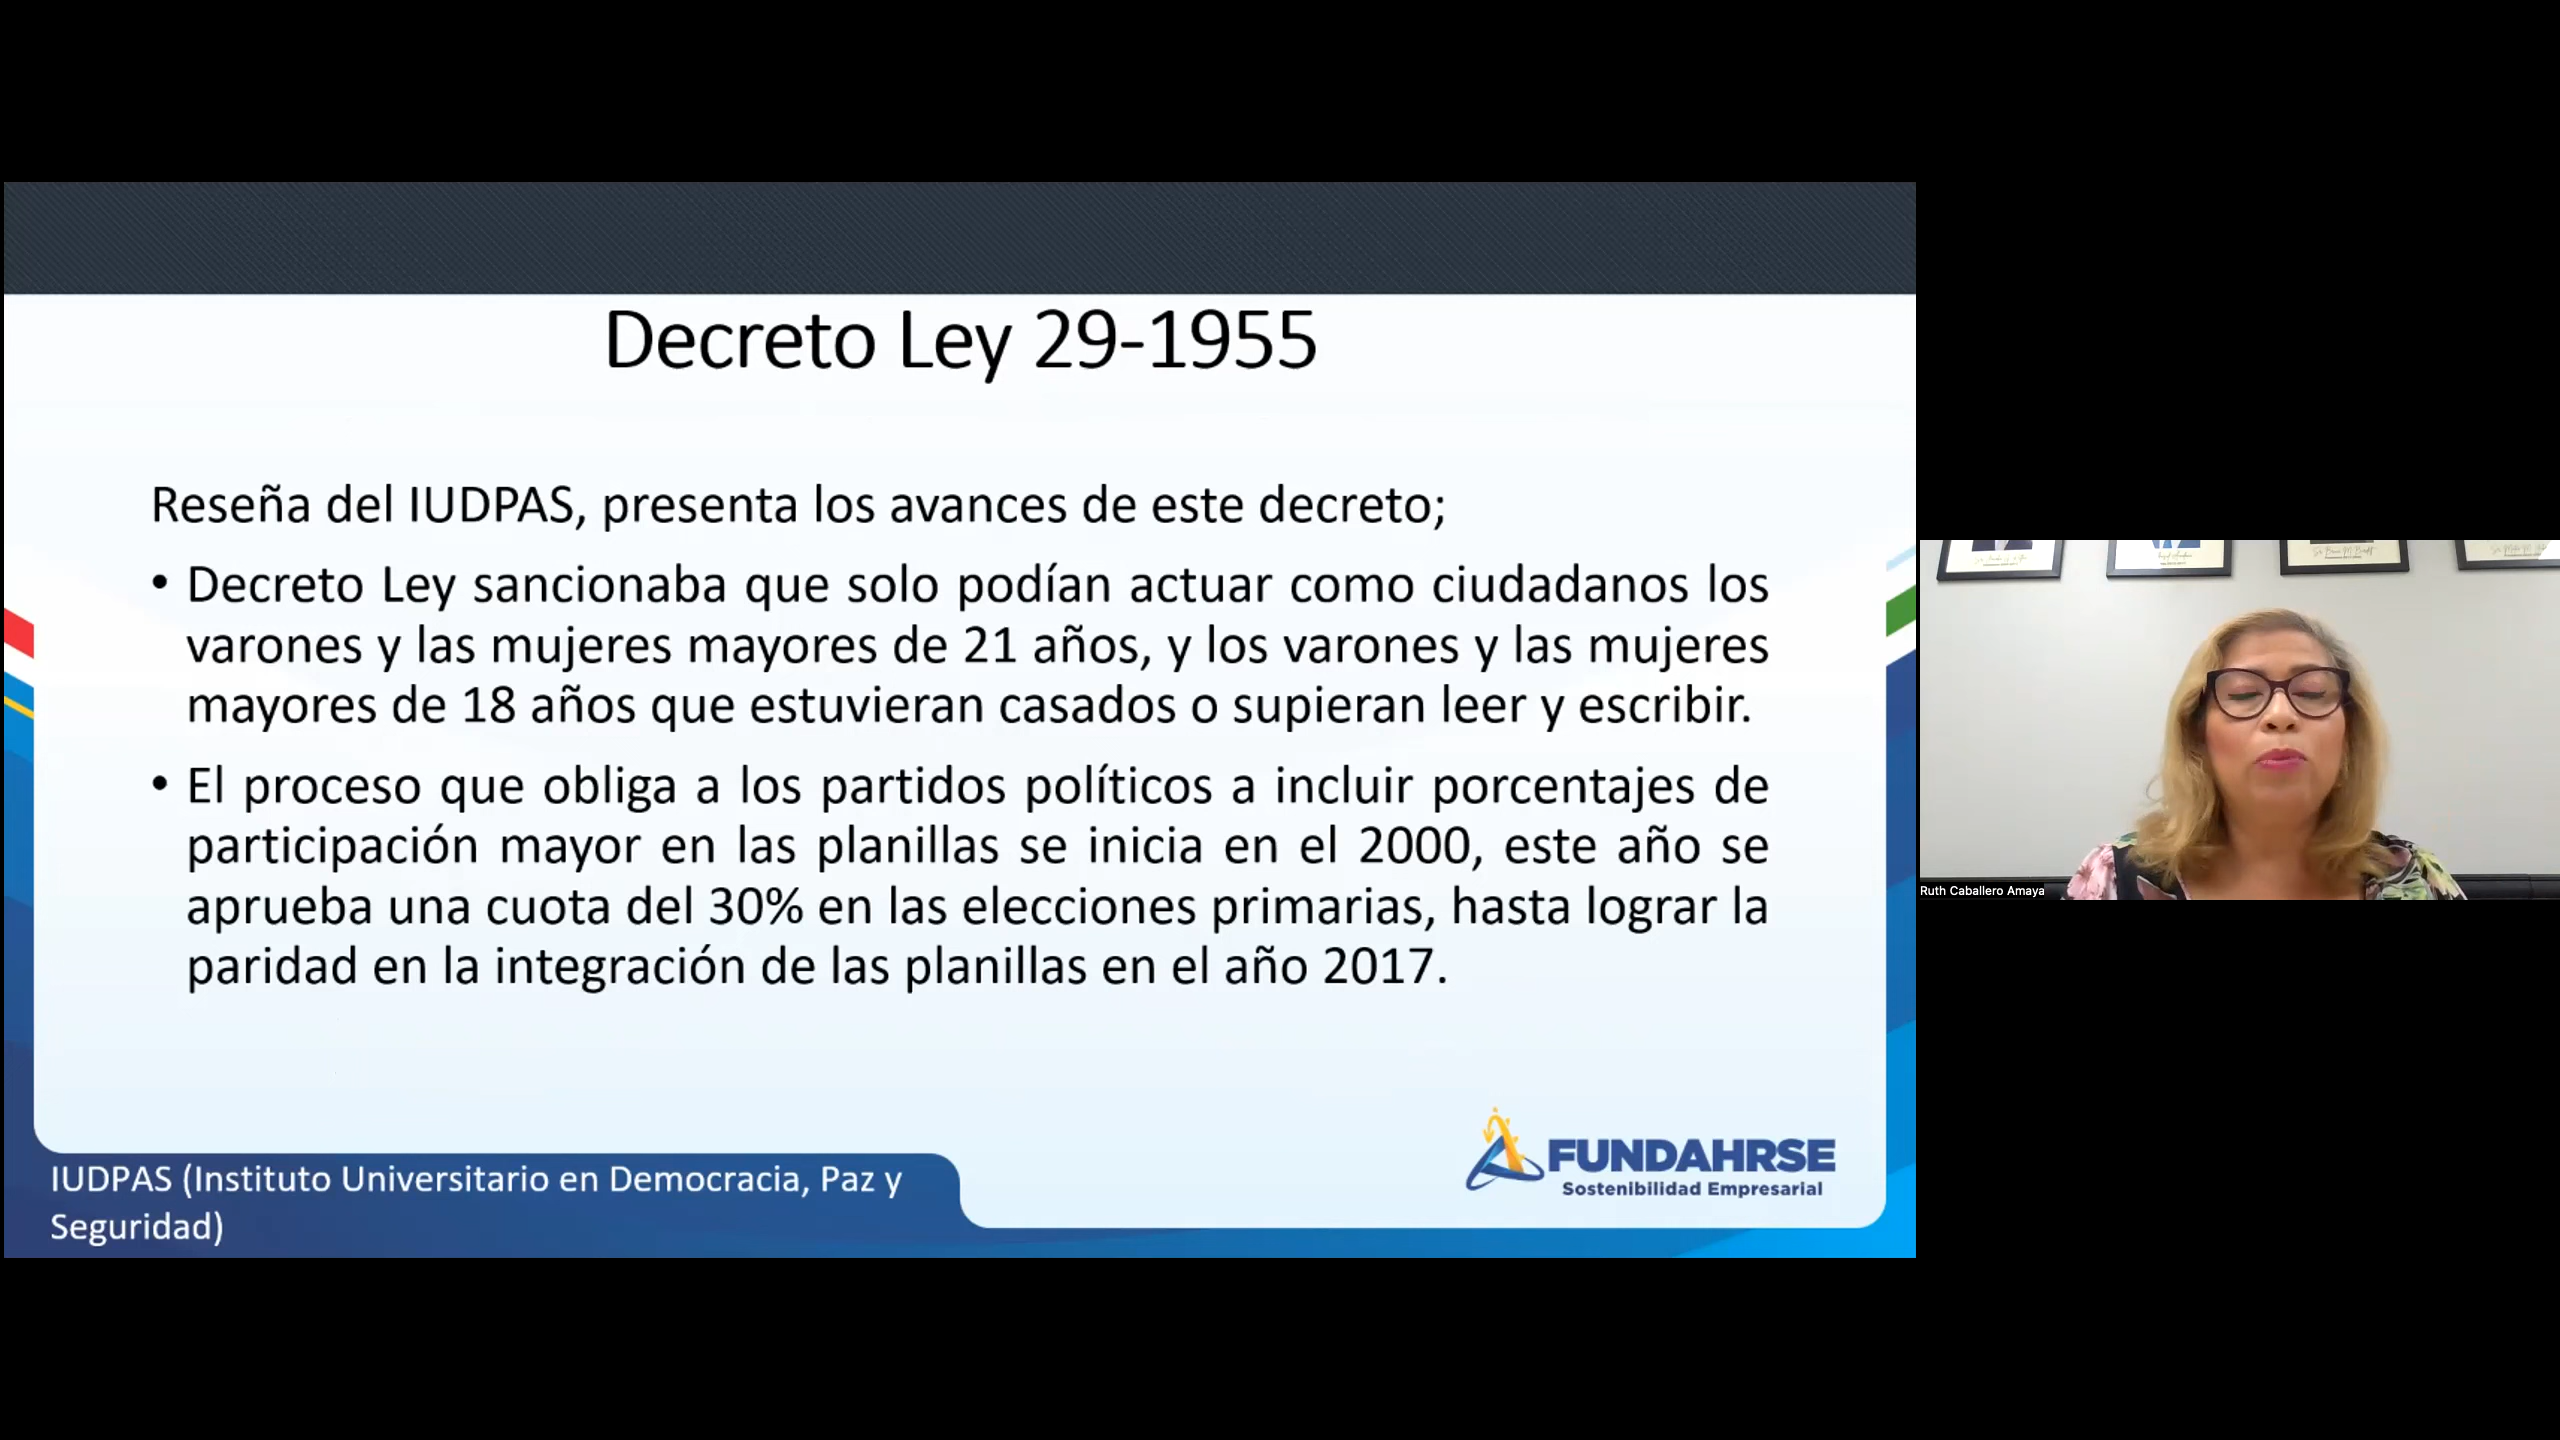 Decreto Ley 29-1955
Reseña del IUDPAS, presenta los avances de este decreto;
• Decreto Ley sancionaba que solo podían actuar como ciudadanos los
varones y las mujeres mayores de 21 años, y los varones y las mujeres
mayores de 18 años que estuvieran casados o supieran leer y escribir.
• El proceso que obliga a los partidos políticos a incluir porcentajes de
participación mayor en las planillas se inicia en el 2000, este año se
aprueba una cuota del 30% en las elecciones primarias, hasta lograr la
paridad en la integración de las planillas en el año 2017.
IUDPAS (Instituto Universitario en Democracia, Paz y
Seguridad)
FUNDAHRSE
Sostenibilidad Empresarial
Ruth Caballero Amaya